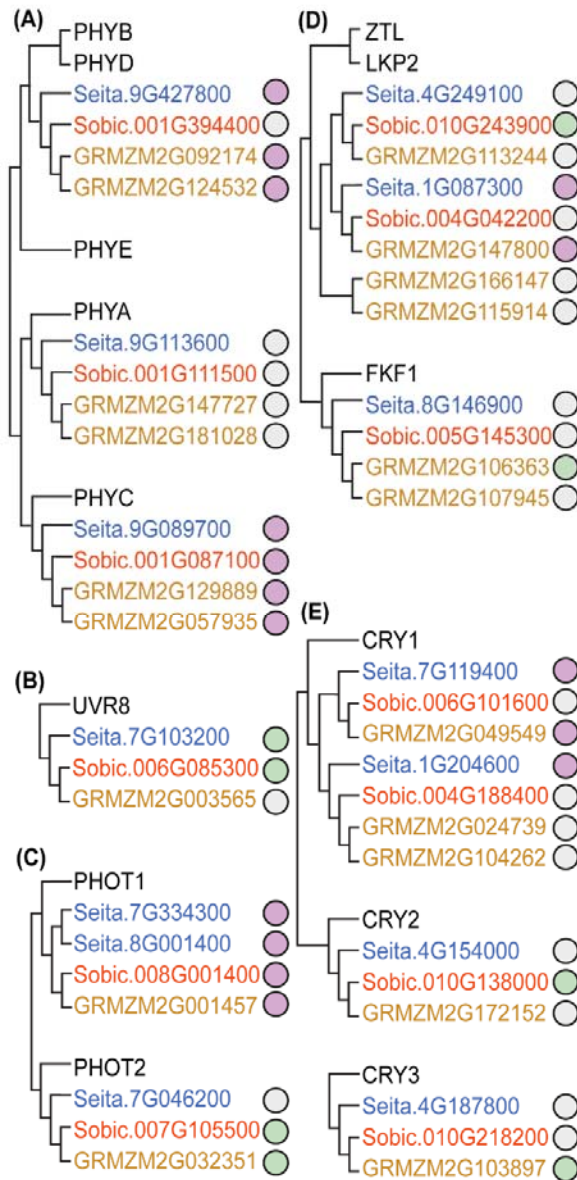 (A)
PHYB
PHYD
Seita.9G427800
Sobic.001G394400
GRMZM2G092174
GRMZM2G124532
PHYE
PHYA
Seita.9G113600
Sobic.001G111500
GRMZM2G147727
GRMZM2G181028
PHYC
Seita.9G089700
Sobic.001G087100
GRMZM2G129889
GRMZM2G057935
(B)
UVR8
Seita.7G103200
Sobic.006G085300
GRMZM2G003565
(C)
PHOT1
Seita.7G334300
Seita.8G001400
Sobic.008G001400
GRMZM2G001457
PHOT2
Seita.7G046200
Sobic.007G105500
GRMZM2G032351
(D)
ZTL
LKP2
Seita.4G249100
Sobic.010G243900
GRMZM2G113244
Seita.1G087300
Sobic.004G042200
GRMZM2G147800
GRMZM2G166147
GRMZM2G115914
FKF1
Seita.8G146900
Sobic.005G145300
GRMZM2G106363
GRMZM2G107945
(E)
CRY1
Seita.7G119400
Sobic.006G101600
GRMZM2G049549
Seita.1G204600
Sobic.004G188400
GRMZM2G024739
GRMZM2G104262
CRY2
Seita.4G154000
Sobic.010G138000
GRMZM2G172152
CRY3
Seita.4G187800
Sobic.010G218200
GRMZM2G103897